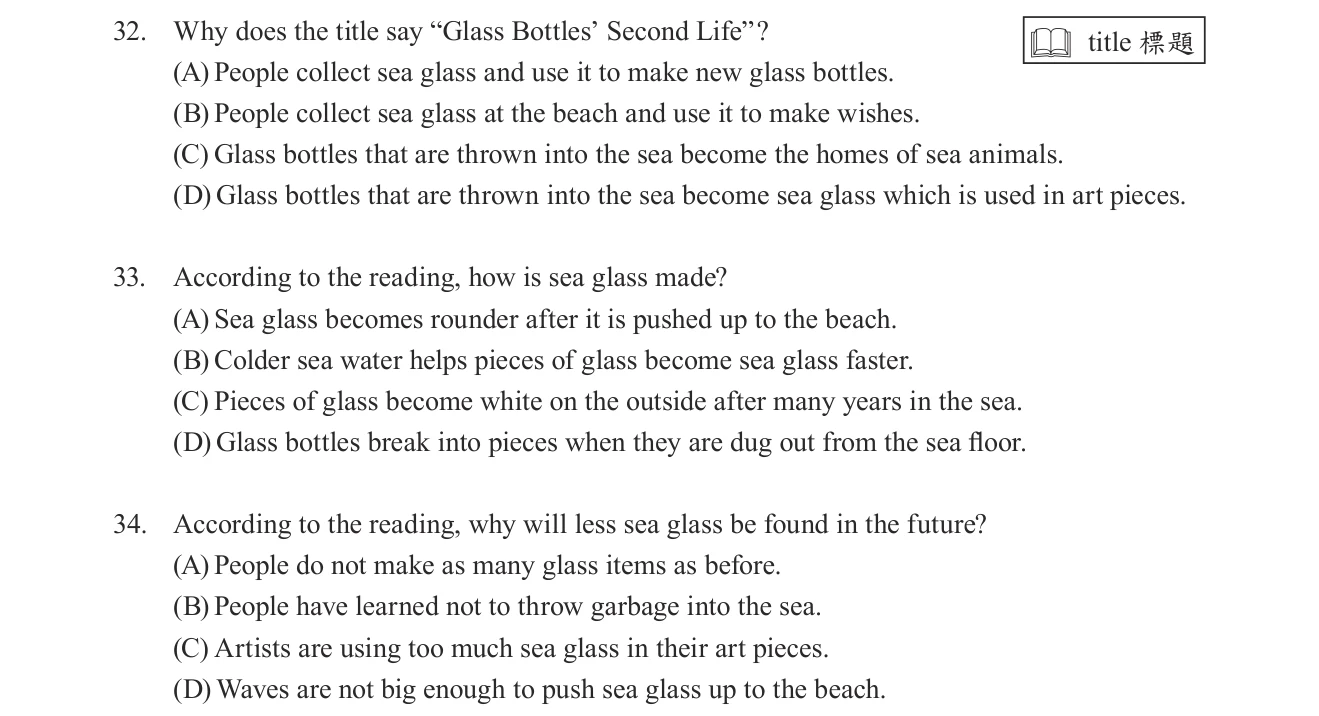 32. Why does the title say “Glass Bottles’ Second Life”?
title 標題
(A) People collect sea glass and use it to make new glass bottles.
(B) People collect sea glass at the beach and use it to make wishes.
(C) Glass bottles that are thrown into the sea become the homes of sea animals.
(D) Glass bottles that are thrown into the sea become sea glass which is used in art pieces.
33. According to the reading, how is sea glass made?
(A) Sea glass becomes rounder after it is pushed up to the beach.
(B) Colder sea water helps pieces of glass become sea glass faster.
(C) Pieces of glass become white on the outside after many years in the sea.
(D) Glass bottles break into pieces when they are dug out from the sea floor.
34. According to the reading, why will less sea glass be found in the future?
(A) People do not make as many glass items as before.
(B) People have learned not to throw garbage into the sea.
(C) Artists are using too much sea glass in their art pieces.
(D) Waves are not big enough to push sea glass up to the beach.